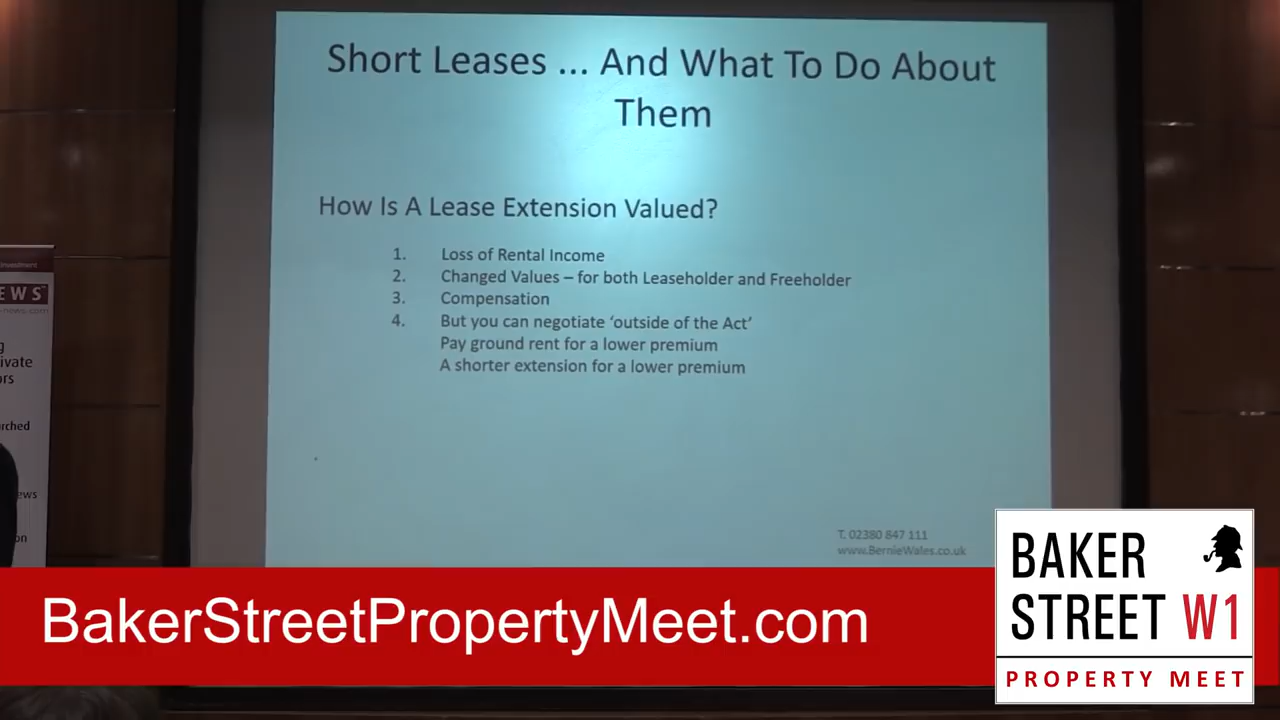 Short Leases ... And What To Do About
Them
How Is A Lease Extension Valued?
1. Loss of Rental Income
2. Changed Values – for both Leaseholder and Freeholder
3. Compensation
4. But you can negotiate ‘outside of the Act’
Pay ground rent for a lower premium
A shorter extension for a lower premium
T. 02380 847 111
www.BernieWales.co.uk
BakerStreetPropertyMeet.com
BAKER
STREET W1
PROPERTY MEET